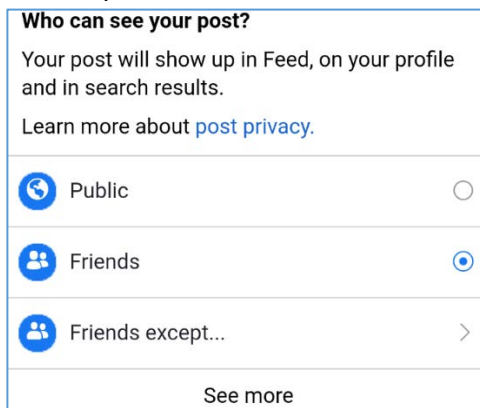 Who can see your post?
Your post will show up in Feed, on your profile
and in search results.
Learn more about post privacy.
Public
Friends
Friends except...
See more